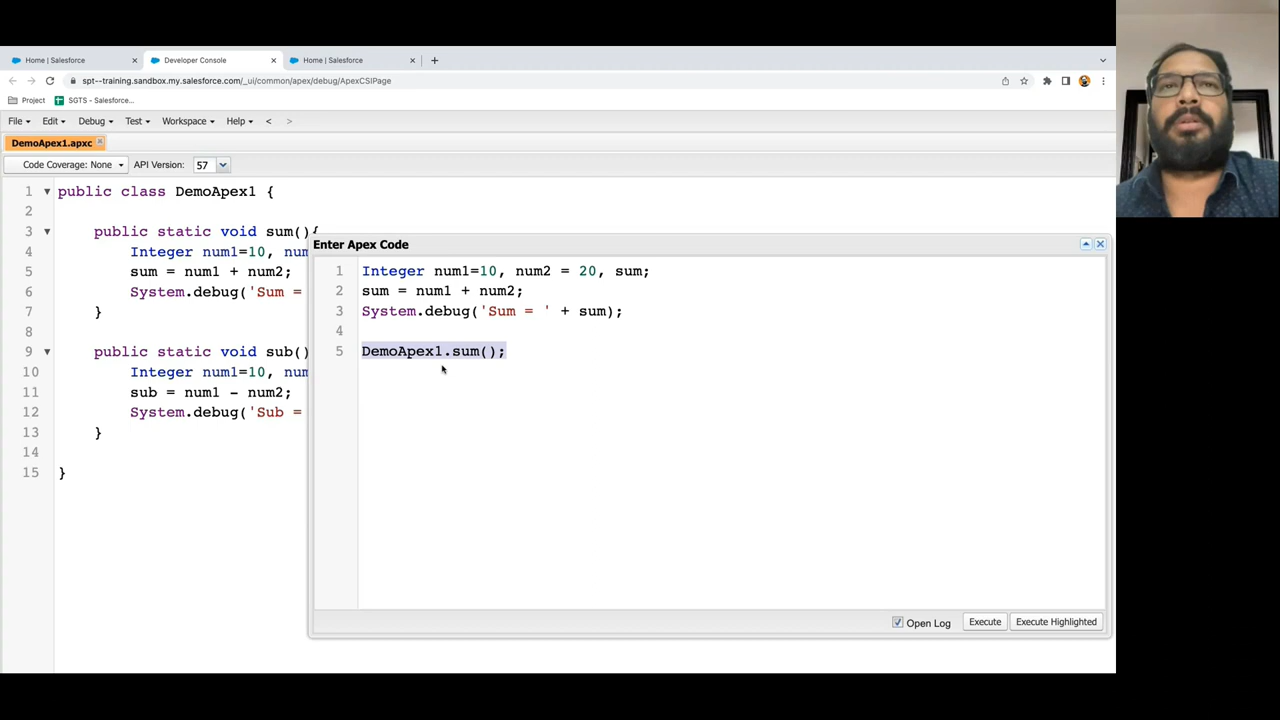 Home | Salesforce
Developer Console
Home | Salesforce
spt--training.sandbox.my.salesforce.com/_ui/common/apex/debug/ApexCSIPage
Project
SGTS - Salesforce...
File Edit Debug Test Workspace Help < >
DemoApex1.apxc
Code Coverage: None API Version: 57
1 public class DemoApex1 {
2
3 public static void sum(){
4 Integer num1=10, num
5 sum = num1 + num2;
6 System.debug('Sum =
7 }
8
9 public static void sub()
10 Integer num1=10, num
11 sub = num1 - num2;
12 System.debug('Sub =
13 }
14
15 }
Enter Apex Code
1 Integer num1=10, num2 = 20, sum;
2 sum = num1 + num2;
3 System.debug('Sum = ' + sum);
4
5 DemoApex1.sum();
Open Log Execute Execute Highlighted